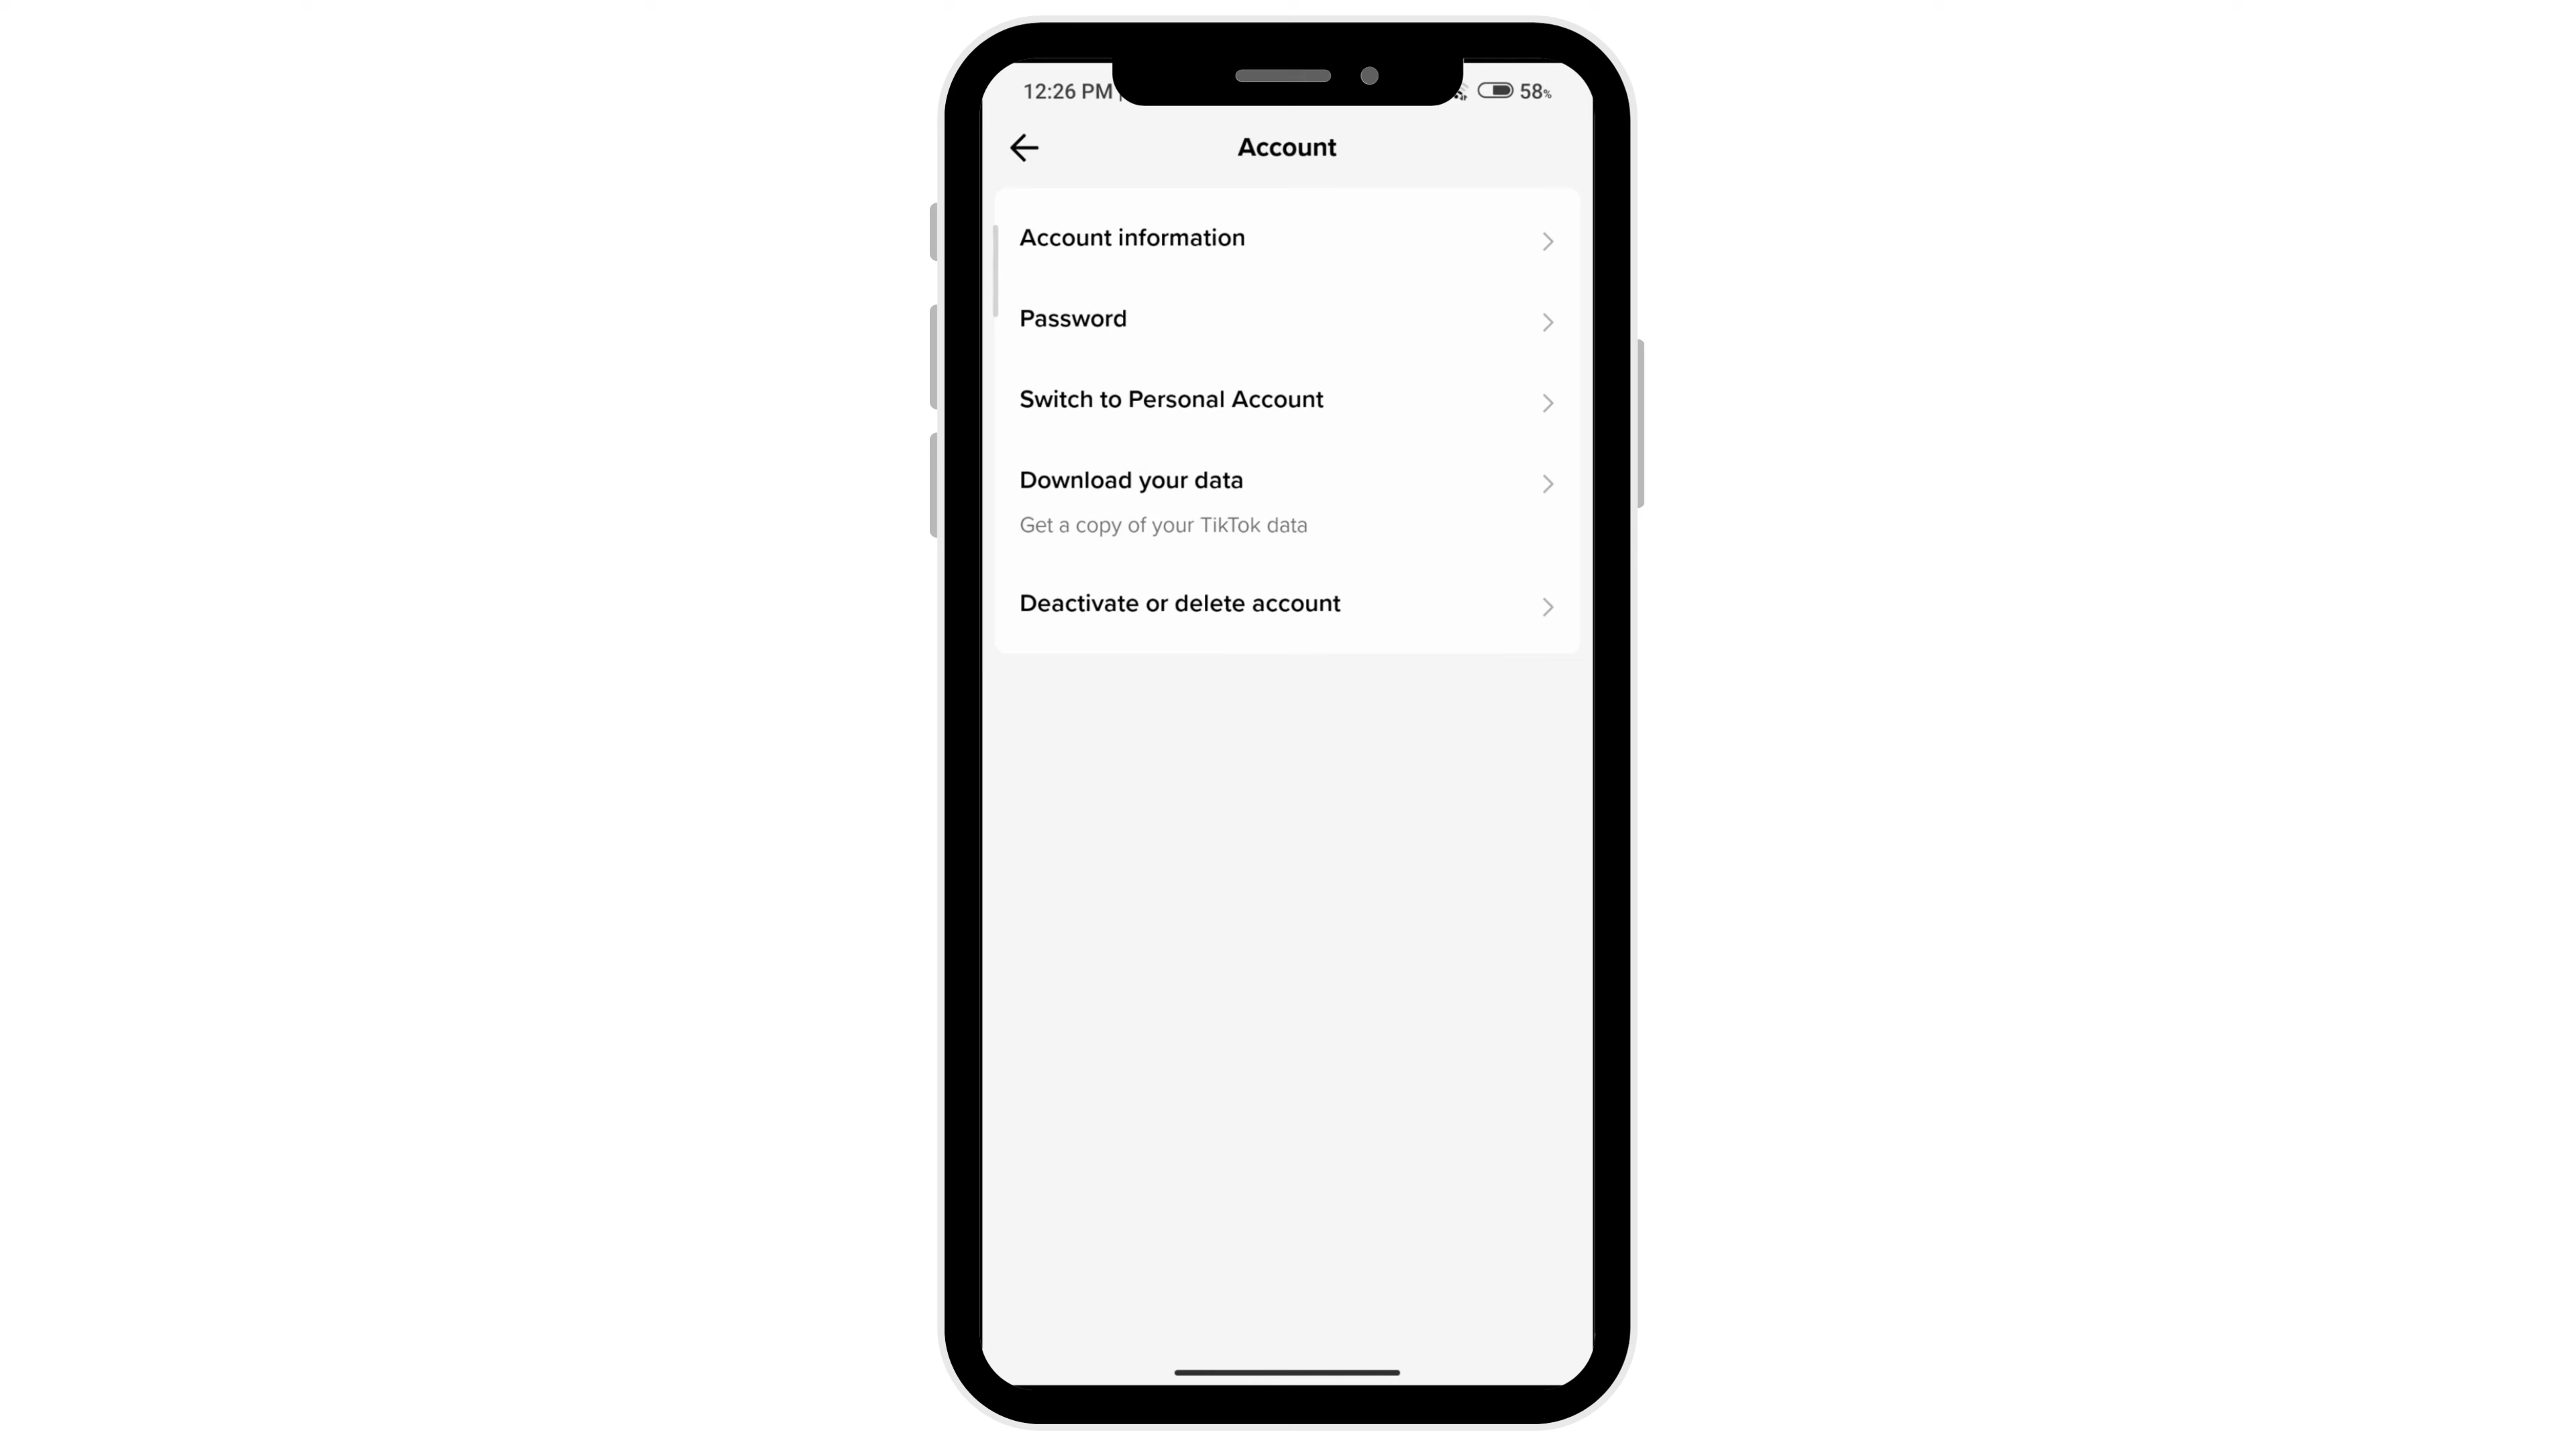 12:26 PM
58%
Account
Account information
Password
Switch to Personal Account
Download your data
Get a copy of your TikTok data
Deactivate or delete account